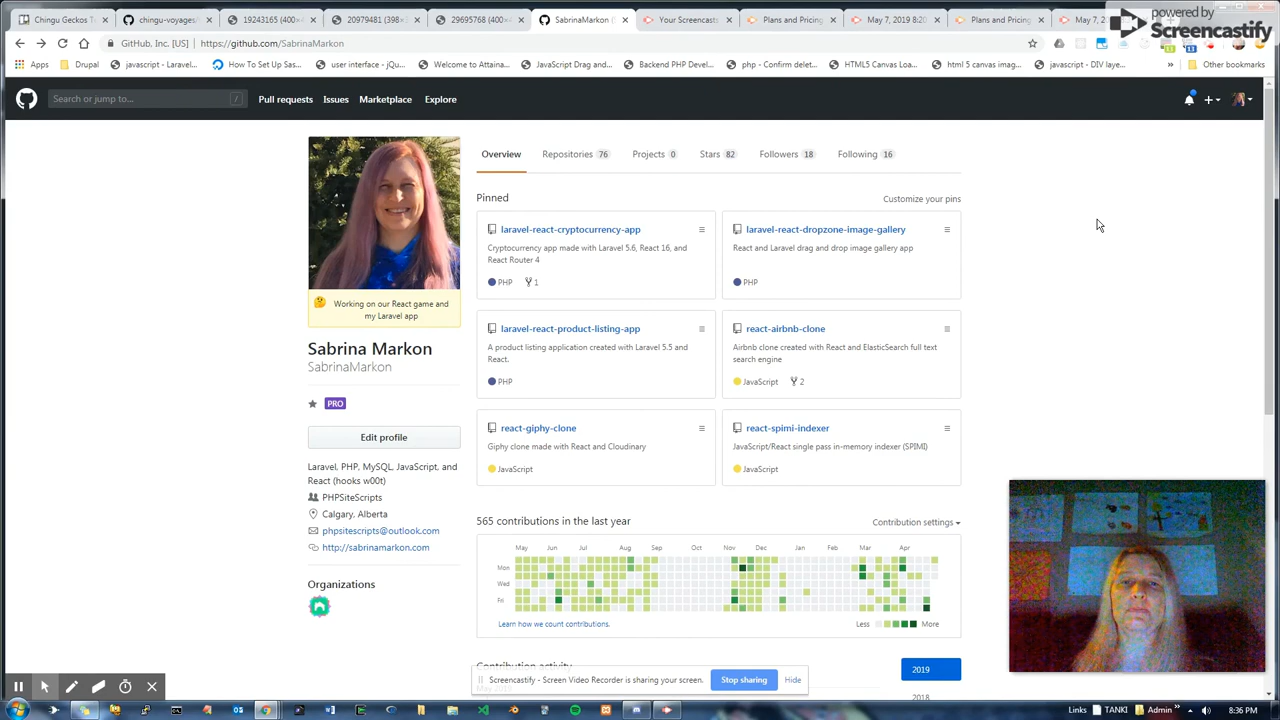 Chingu Geckos T
chingu-voyages/
19243165 (400×4
20979481 (398×
29695768 (400×4
SabrinaMarkon (S
Your Screencasts
Plans and Pricing
May 7, 2019 8:20
Plans and Pricing
May 7, 2
powered by
Screencastify
GitHub, Inc. [US] https://github.com/SabrinaMarkon
Apps
Drupal
javascript - Laravel...
How To Set Up Sas...
user interface - jQu...
Welcome to Attaina...
JavaScript Drag and...
Backend PHP Devel...
php - Confirm delet...
HTML5 Canvas Loa...
html 5 canvas imag...
javascript - DIV laye...
» Other bookmarks
Search or jump to... /
Pull requests Issues Marketplace Explore
Overview Repositories 76 Projects 0 Stars 82 Followers 18 Following 16
Working on our React game and
my Laravel app
Sabrina Markon
SabrinaMarkon
PRO
Edit profile
Laravel, PHP, MySQL, JavaScript, and
React (hooks w00t)
PHPSiteScripts
Calgary, Alberta
phpsitescripts@outlook.com
http://sabrinamarkon.com
Organizations
Pinned
Customize your pins
laravel-react-cryptocurrency-app
Cryptocurrency app made with Laravel 5.6, React 16, and
React Router 4
PHP 1
laravel-react-dropzone-image-gallery
React and Laravel drag and drop image gallery app
PHP
laravel-react-product-listing-app
A product listing application created with Laravel 5.5 and
React.
PHP
react-airbnb-clone
Airbnb clone created with React and ElasticSearch full text
search engine
JavaScript 2
react-giphy-clone
Giphy clone made with React and Cloudinary
JavaScript
react-spimi-indexer
JavaScript/React single pass in-memory indexer (SPIMI)
JavaScript
565 contributions in the last year
Contribution settings
May Jun Jul Aug Sep Oct Nov Dec Jan Feb Mar Apr
Mon
Wed
Fri
Learn how we count contributions.
Less More
Contribution activity
2019
2018
Screencastify - Screen Video Recorder is sharing your screen.
Stop sharing
Hide
Links TANKI Admin » 8:36 PM